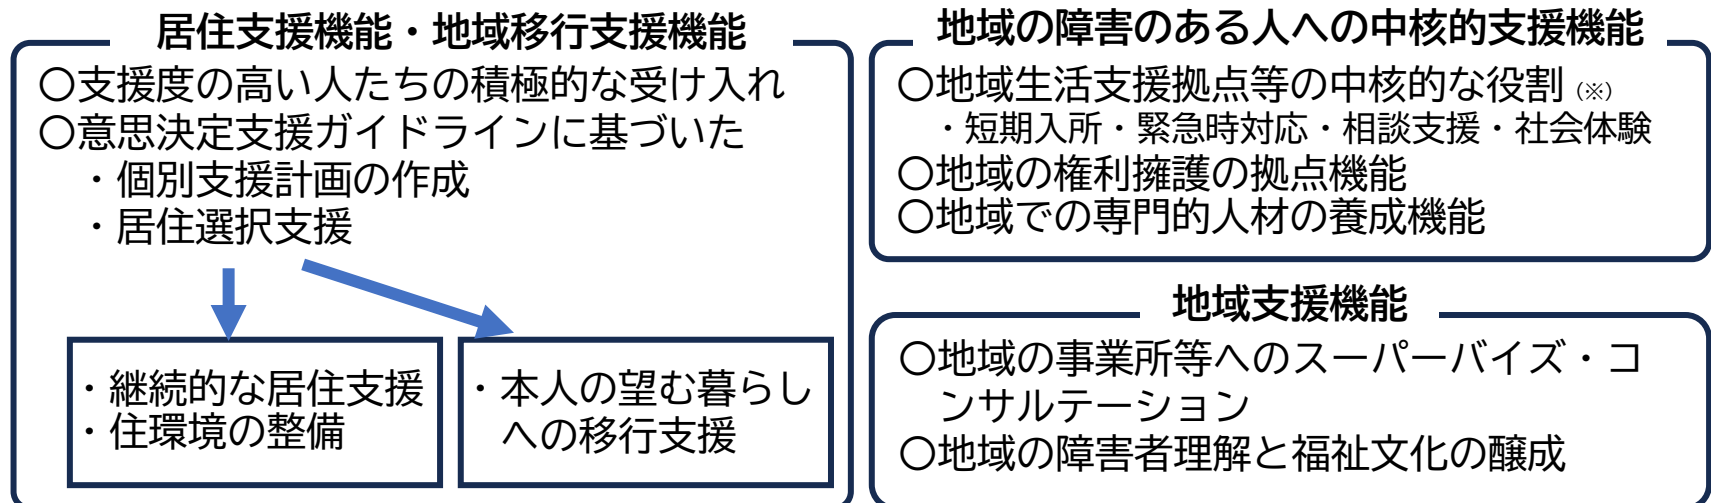 居住支援機能・地域移行支援機能
〇支援度の高い人たちの積極的な受け入れ
〇意思決定支援ガイドラインに基づいた
・個別支援計画の作成
・居住選択支援
・継続的な居住支援
・住環境の整備
・本人の望む暮らし
への移行支援
地域の障害のある人への中核的支援機能
〇地域生活支援拠点等の中核的な役割（※）
・短期入所・緊急時対応・相談支援・社会体験
〇地域の権利擁護の拠点機能
〇地域での専門的人材の養成機能
地域支援機能
〇地域の事業所等へのスーパーバイズ・コ
ンサルテーション
〇地域の障害者理解と福祉文化の醸成